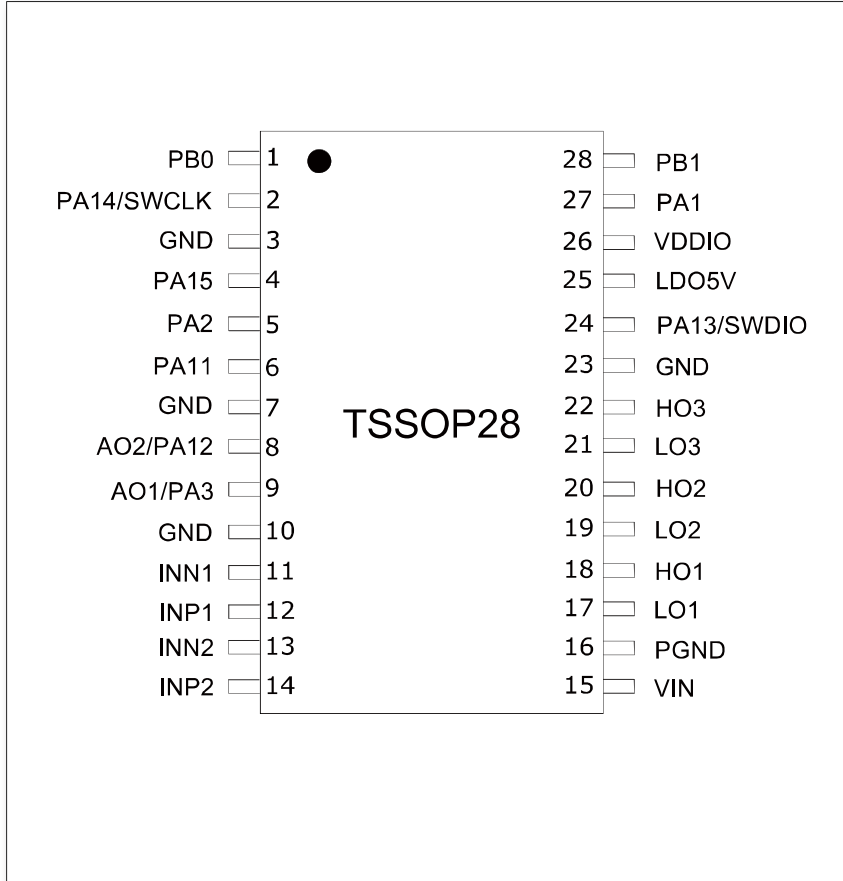 PB0 1 28 PB1
PA14/SWCLK 2 27 PA1
GND 3 26 VDDIO
PA15 4 25 LDO5V
PA2 5 24 PA13/SWDIO
PA11 6 23 GND
GND 7 22 HO3
TSSOP28
AO2/PA12 8 21 LO3
AO1/PA3 9 20 HO2
GND 10 19 LO2
INN1 11 18 HO1
INP1 12 17 LO1
INN2 13 16 PGND
INP2 14 15 VIN